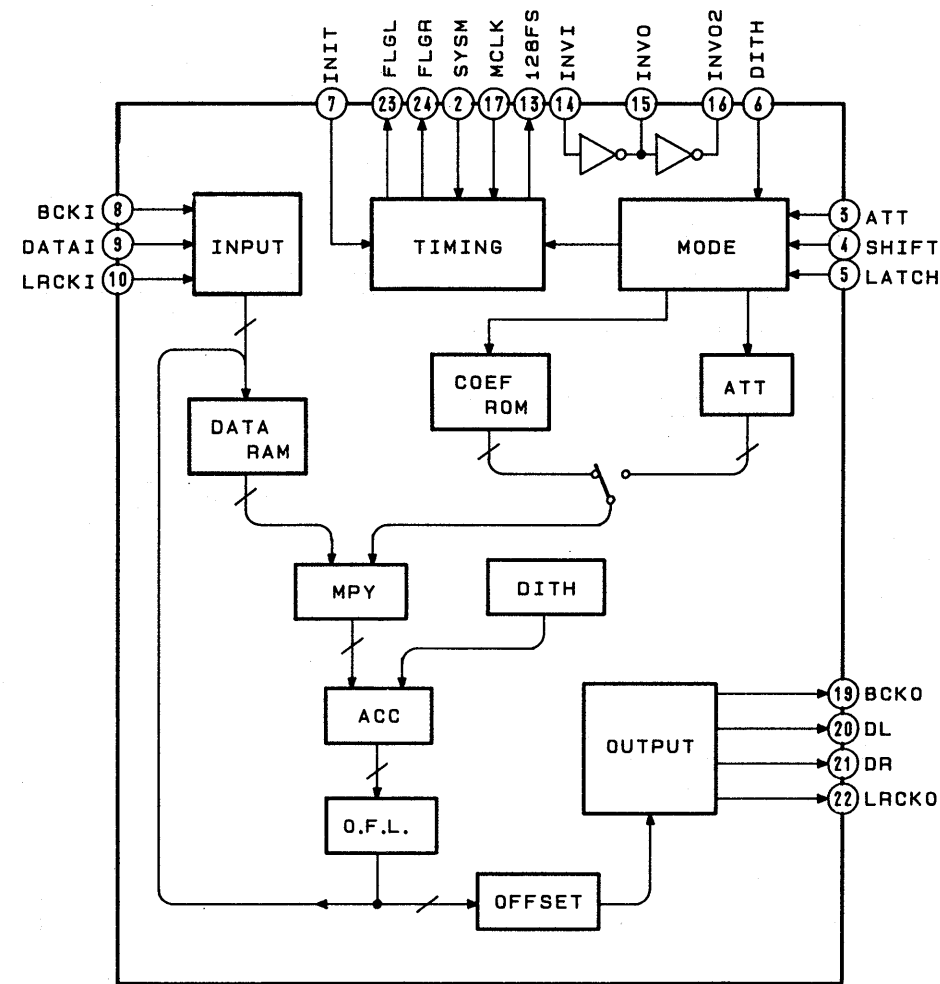 INIT
FLGL
FLGR
SYSM
MCLK
128FS
INVI
INVO
INVO2
DITH
7
23
24
2
17
13
14
15
16
6
BCKI 8
DATAI 9
LRCKI 10
INPUT
TIMING
MODE
3 ATT
4 SHIFT
5 LATCH
COEF
ROM
ATT
DATA
RAM
MPY
DITH
ACC
OUTPUT
19 BCKO
20 DL
21 DR
22 LRCKO
O.F.L.
OFFSET